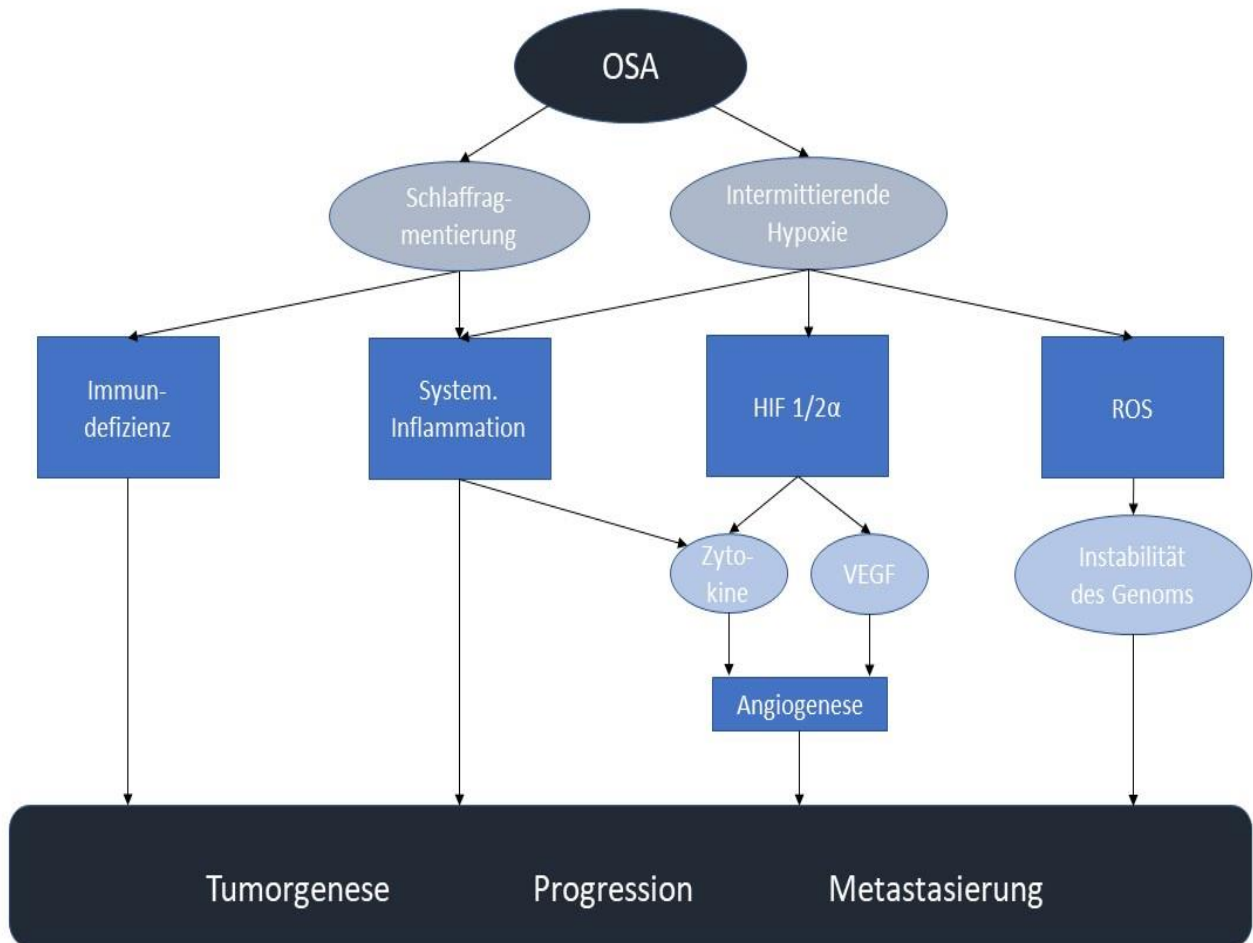 OSA
Schlaffrag-
mentierung
Intermittierende
Hypoxie
Immun-
defizienz
System.
Inflammation
HIF 1/2α
ROS
Zyto-
kine
VEGF
Instabilität
des Genoms
Angiogenese
Tumorgenese Progression Metastasierung